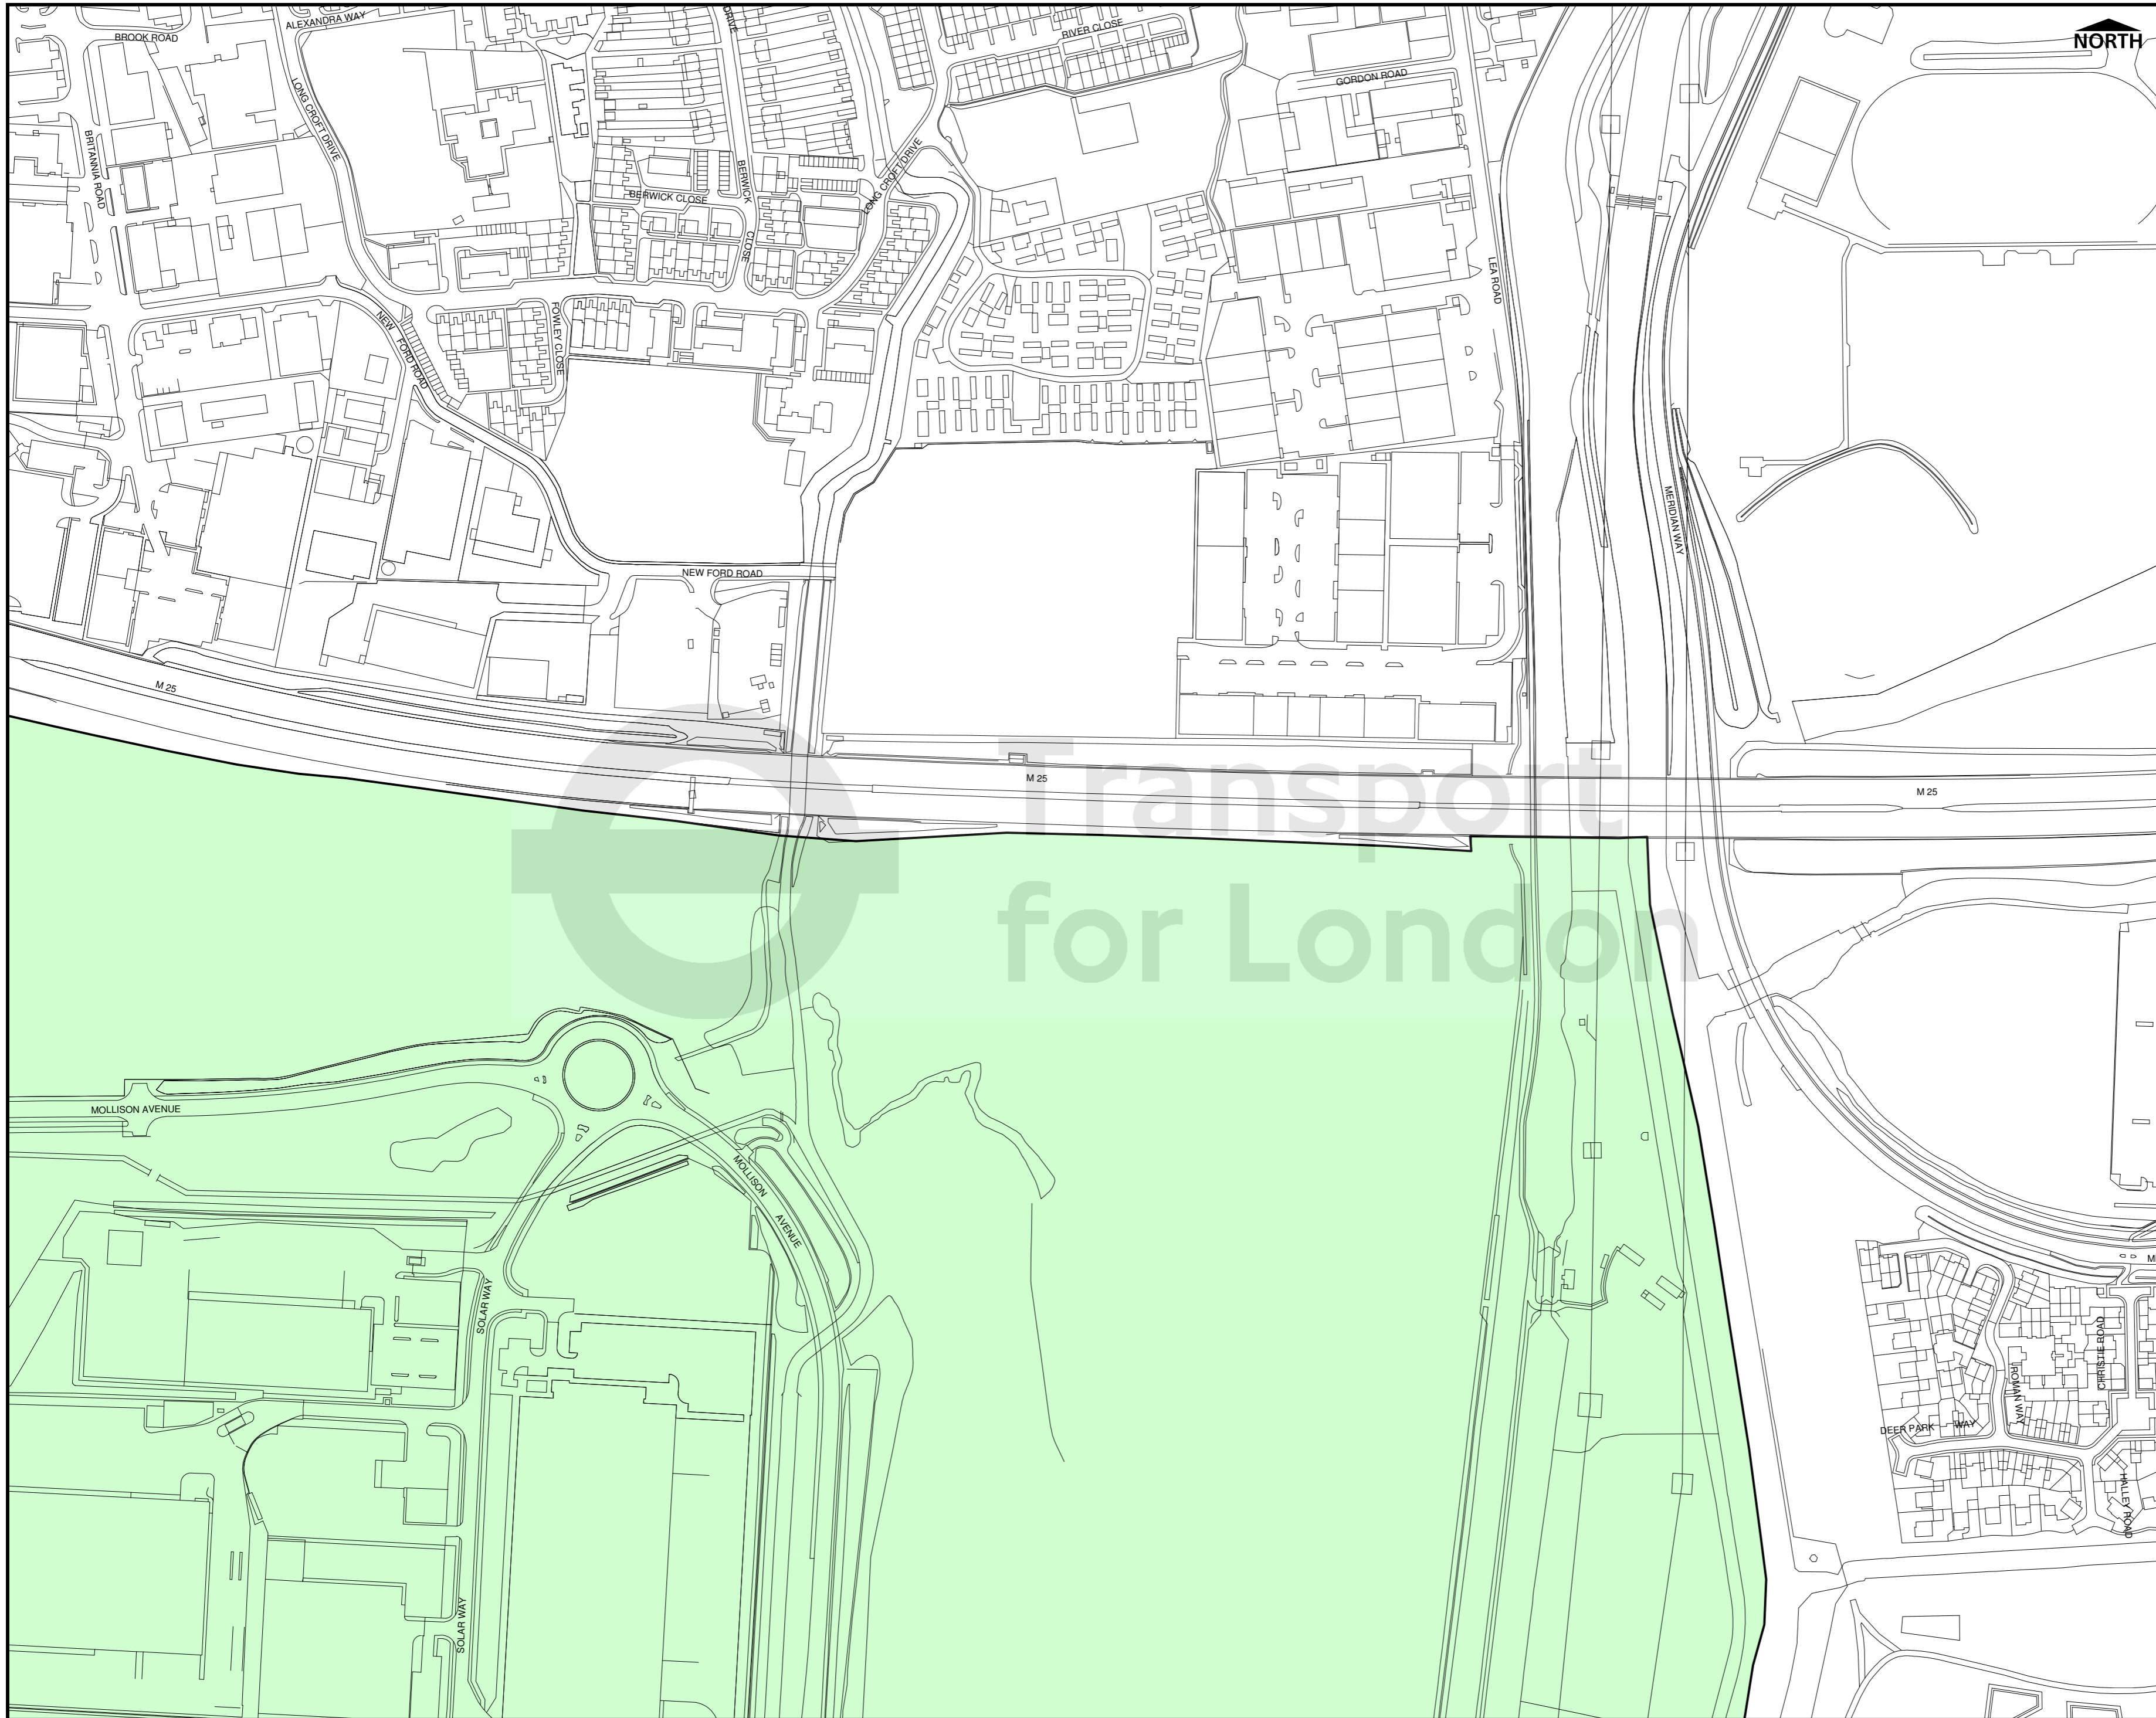 ALEXANDRA WAY
BROOK ROAD
DRIVE
RIVER CLOSE
NORTH
GORDON ROAD
LONG CROFT DRIVE
BRITANNIA ROAD
LONG CROFT DRIVE
BERWICK
CLOSE
BERWICK CLOSE
LEA ROAD
NEW
FORD ROAD
FOWLEY CLOSE
MERIDIAN WAY
NEW FORD ROAD
M 25
M 25
M 25
Transport
for London
MOLLISON AVENUE
MOLLISON
AVENUE
SOLAR WAY
CHRISTIE ROAD
ROMAN WAY
DEER PARK WAY
HALLEY ROAD
SOLAR WAY